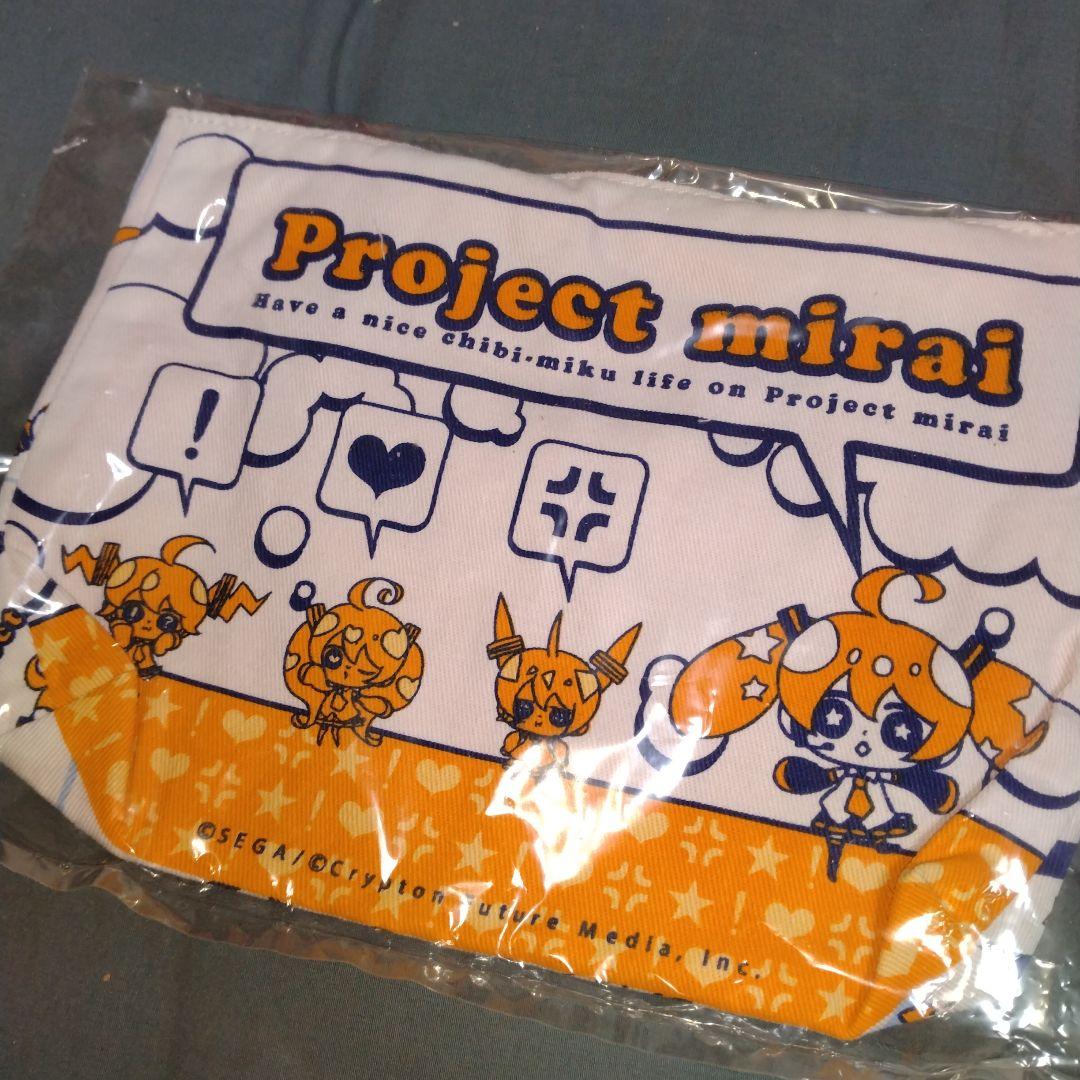 Project mirai
Have a nice chibi-miku life on Project mirai
!
©SEGA/©Crypton Future Media, Inc.